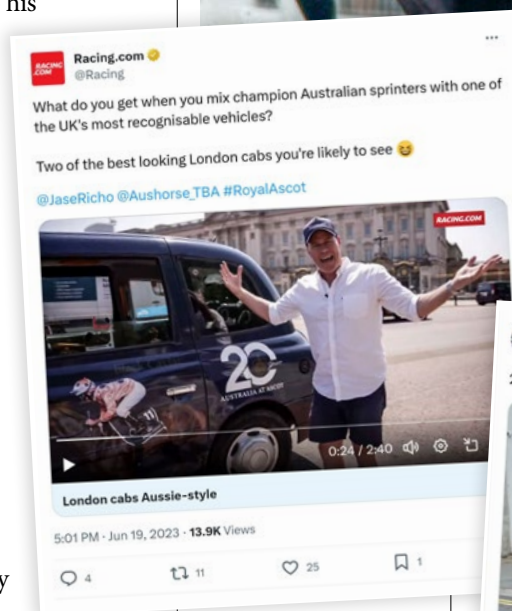 his
RACING
.COM
Racing.com
@Racing
What do you get when you mix champion Australian sprinters with one of
the UK's most recognisable vehicles?
Two of the best looking London cabs you're likely to see 😄
@JaseRicho @Aushorse_TBA #RoyalAscot
RACING.COM
20
AUSTRALIA AT ASCOT
0:24 / 2:40
London cabs Aussie-style
5:01 PM · Jun 19, 2023 · 13.9K Views
4 11 25 1
y